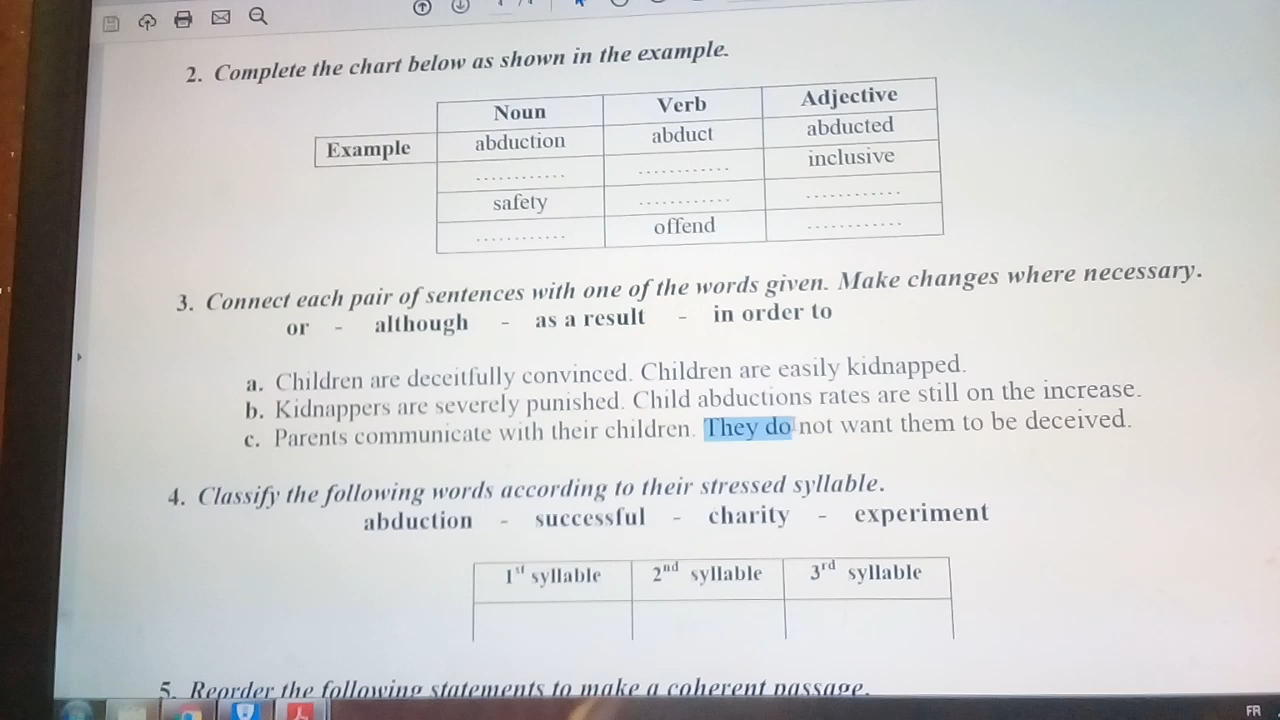 2. Complete the chart below as shown in the example.
Noun Verb Adjective
Example abduction abduct abducted
............ ............ inclusive
safety ............ ............
............ offend ............
3. Connect each pair of sentences with one of the words given. Make changes where necessary.
or - although - as a result - in order to
a. Children are deceitfully convinced. Children are easily kidnapped.
b. Kidnappers are severely punished. Child abductions rates are still on the increase.
c. Parents communicate with their children. They do not want them to be deceived.
4. Classify the following words according to their stressed syllable.
abduction - successful - charity - experiment
1st syllable 2nd syllable 3rd syllable
5. Reorder the following statements to make a coherent passage.
FR